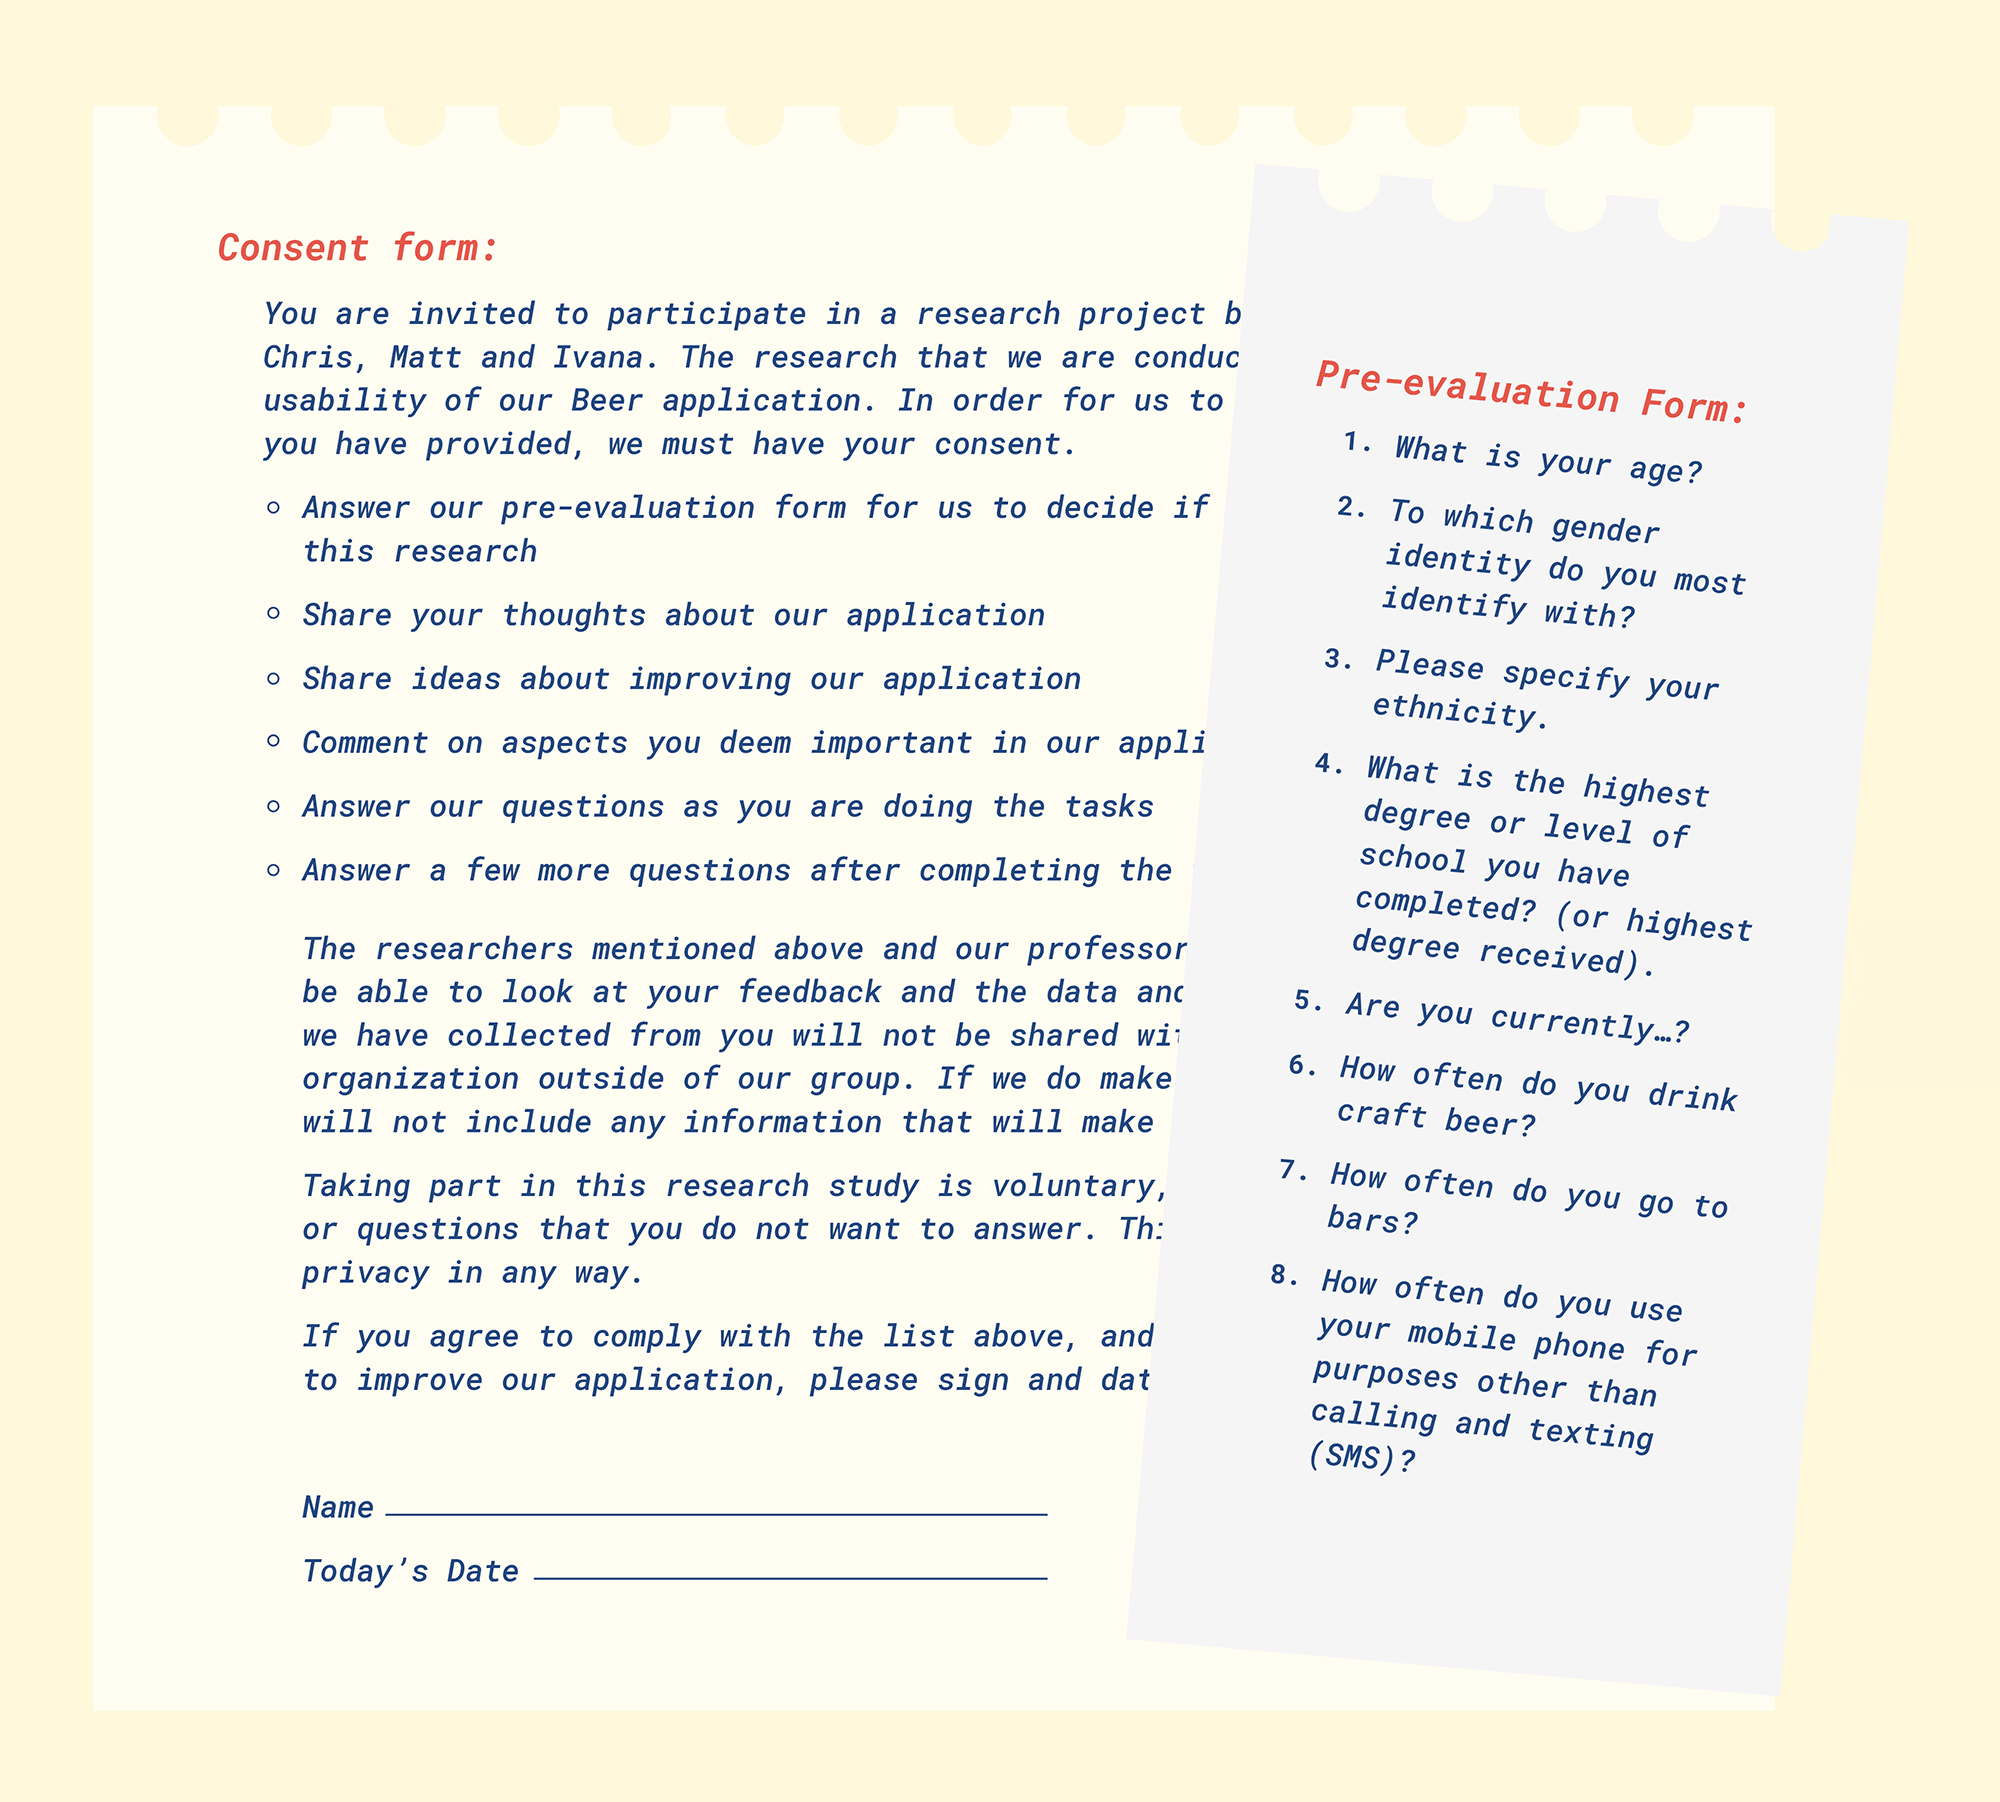 Consent form:
You are invited to participate in a research project
Chris, Matt and Ivana. The research that we are
usability of our Beer application. In order for us to
you have provided, we must have your consent.
○ Answer our pre-evaluation form for us to decide if
this research
○ Share your thoughts about our application
○ Share ideas about improving our application
○ Comment on aspects you deem important in our
○ Answer our questions as you are doing the tasks
○ Answer a few more questions after completing the
The researchers mentioned above and our professor
be able to look at your feedback and the data and
we have collected from you will not be shared
organization outside of our group. If we do make
will not include any information that will make
Taking part in this research study is voluntary,
or questions that you do not want to answer.
privacy in any way.
If you agree to comply with the list above, and
to improve our application, please sign and
Name
Today’s Date
Pre-evaluation Form:
1. What is your age?
2. To which gender
identity do you most
identify with?
3. Please specify your
ethnicity.
4. What is the highest
degree or level of
school you have
completed? (or highest
degree received).
5. Are you currently…?
6. How often do you drink
craft beer?
7. How often do you go to
bars?
8. How often do you use
your mobile phone for
purposes other than
calling and texting
(SMS)?